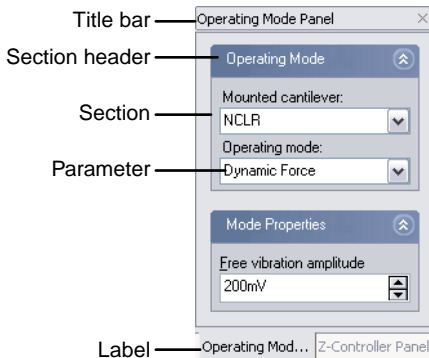 Title bar
Operating Mode Panel
Section header
Operating Mode
Mounted cantilever:
Section
NCLR
Operating mode:
Parameter
Dynamic Force
Mode Properties
Free vibration amplitude
200mV
Label
Operating Mod... Z-Controller Panel